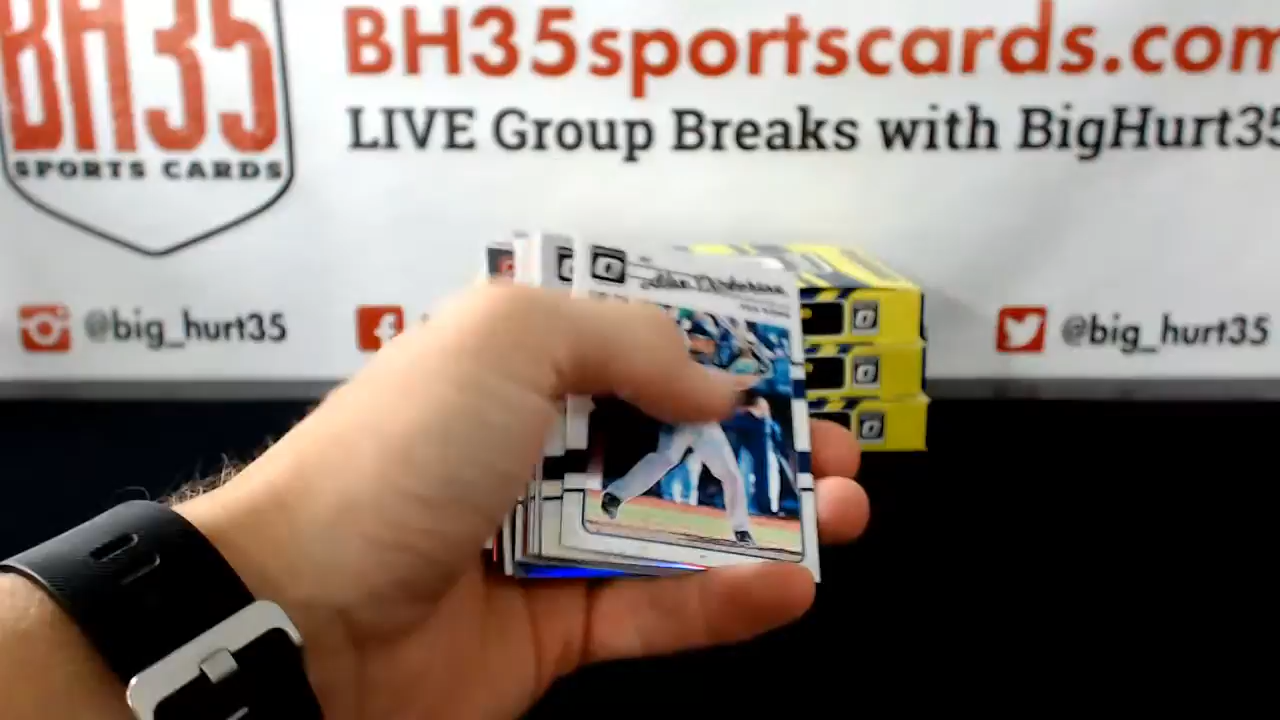 BH35
SPORTS CARDS
BH35sportscards.com
LIVE Group Breaks with BigHurt35
@big_hurt35
@big_hurt35